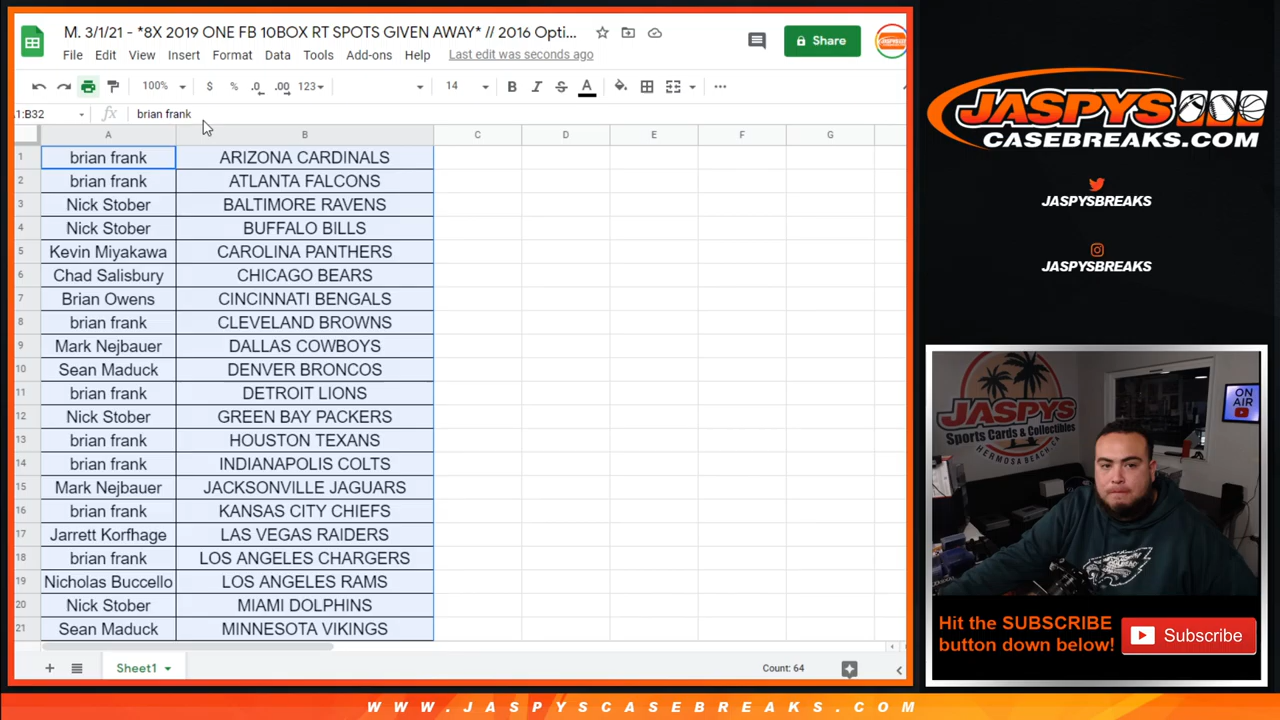 M. 3/1/21 - *8X 2019 ONE FB 10BOX RT SPOTS GIVEN AWAY* // 2016 Opti...
File Edit View Insert Format Data Tools Add-ons Help Last edit was seconds ago
Share
100% $ % .0 .00 123 14 B I S A
1:B32 fx brian frank
A B C D E F G
1 brian frank ARIZONA CARDINALS
2 brian frank ATLANTA FALCONS
3 Nick Stober BALTIMORE RAVENS
4 Nick Stober BUFFALO BILLS
5 Kevin Miyakawa CAROLINA PANTHERS
6 Chad Salisbury CHICAGO BEARS
7 Brian Owens CINCINNATI BENGALS
8 brian frank CLEVELAND BROWNS
9 Mark Nejbauer DALLAS COWBOYS
10 Sean Maduck DENVER BRONCOS
11 brian frank DETROIT LIONS
12 Nick Stober GREEN BAY PACKERS
13 brian frank HOUSTON TEXANS
14 brian frank INDIANAPOLIS COLTS
15 Mark Nejbauer JACKSONVILLE JAGUARS
16 brian frank KANSAS CITY CHIEFS
17 Jarrett Korfhage LAS VEGAS RAIDERS
18 brian frank LOS ANGELES CHARGERS
19 Nicholas Buccello LOS ANGELES RAMS
20 Nick Stober MIAMI DOLPHINS
21 Sean Maduck MINNESOTA VIKINGS
Sheet1
Count: 64
JASPYS
CASEBREAKS.COM
JASPYSBREAKS
JASPYSBREAKS
JASPYS
Sports Cards & Collectibles
HERMOSA BEACH, CA
ON
AIR
Hit the SUBSCRIBE
button down below!
Subscribe
WWW.JASPYSCASEBREAKS.COM